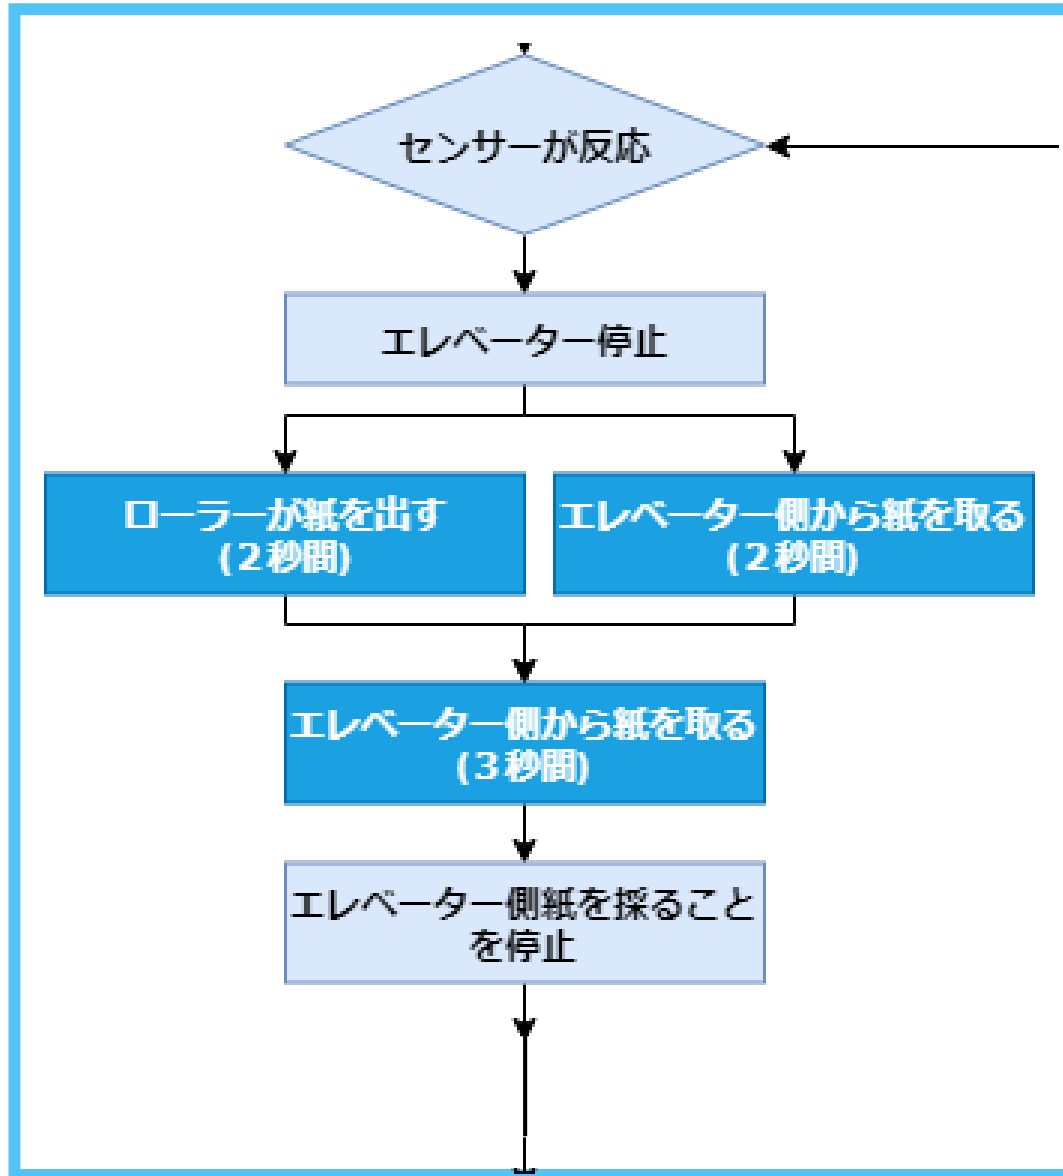 センサーが反応
エレベーター停止
ローラーが紙を出す
(２秒間)
エレベーター側から紙を取る
(２秒間)
エレベーター側から紙を取る
(３秒間)
エレベーター側紙を採ること
を停止